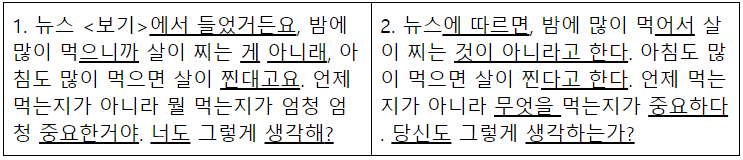 1. 뉴스 <보기>에서 들었거든요, 밤에
많이 먹으니까 살이 찌는 게 아니래, 아
침도 많이 먹으면 살이 찐대고요. 언제
먹는지가 아니라 뭘 먹는지가 엄청 엄
청 중요한거야. 너도 그렇게 생각해?
2. 뉴스에 따르면, 밤에 많이 먹어서 살
이 찌는 것이 아니라고 한다. 아침도 많
이 먹으면 살이 찐다고 한다. 언제 먹는
지가 아니라 무엇을 먹는지가 중요하다
. 당신도 그렇게 생각하는가?